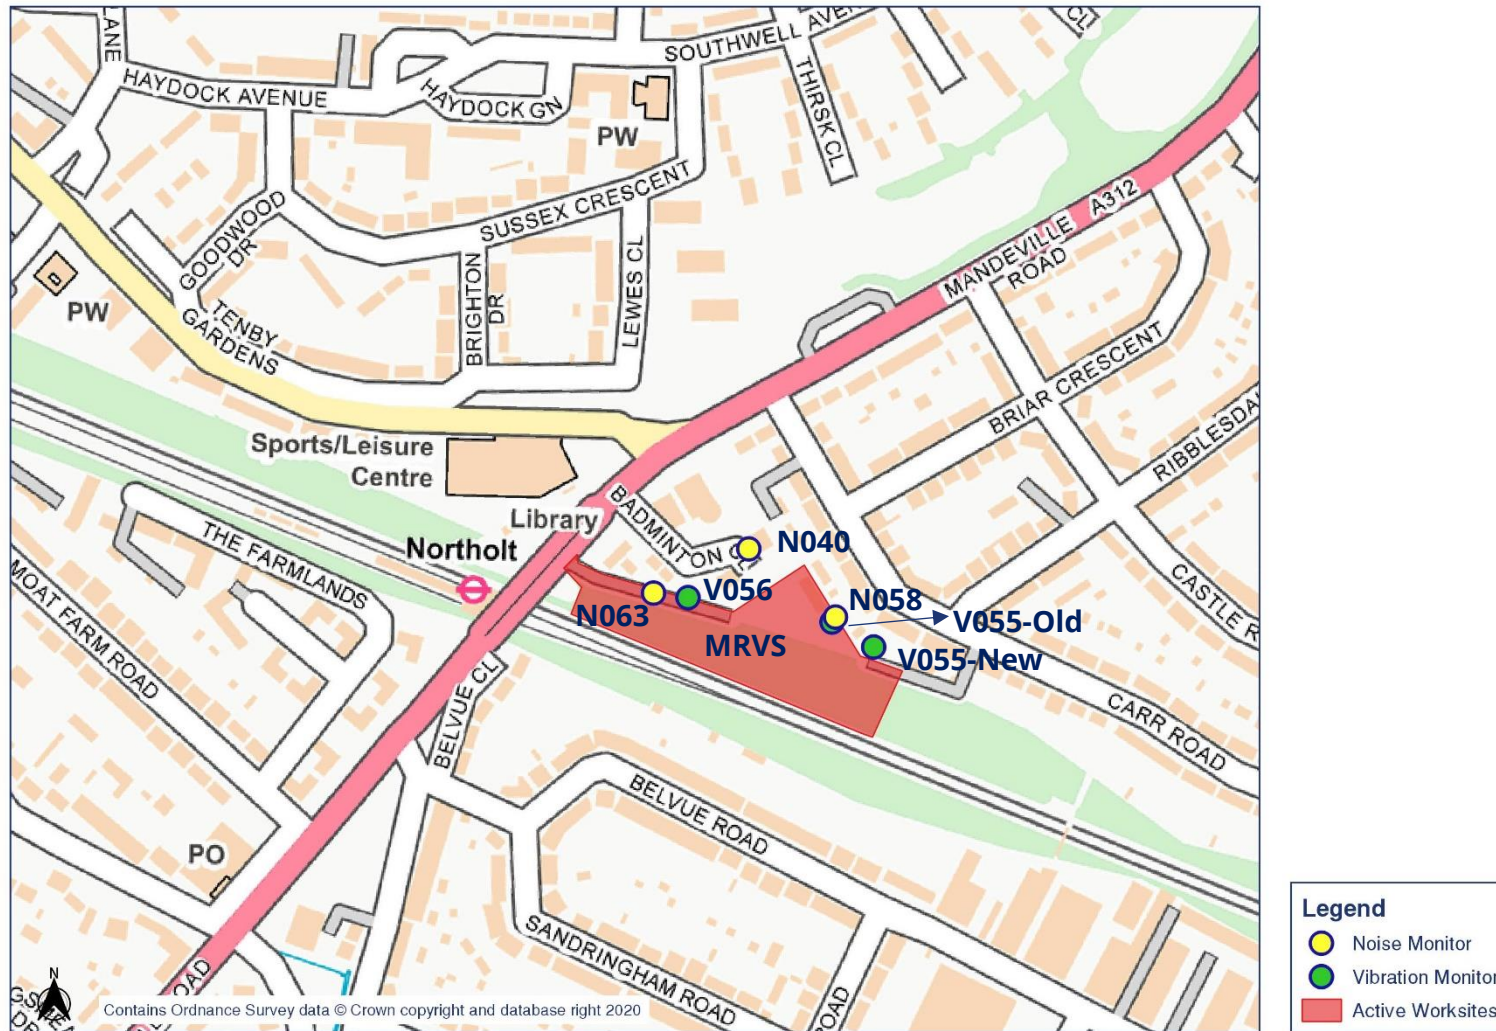 LANE
HAYDOCK AVENUE
HAYDOCK GN
SOUTHWELL AVEN
CL
THIRSK CL
PW
SUSSEX CRESCENT
GOODWOOD
DR
BRIGHTON
DR
LEWES CL
MANDEVILLE
ROAD
A312
PW
TENBY
GARDENS
BRIAR CRESCENT
RIBBLESDA
Sports/Leisure
Centre
Library
BADMINTON CL
Northolt
THE FARMLANDS
MOAT FARM ROAD
N040
V056
N063
N058
MRVS
V055-Old
V055-New
CASTLE R
CARR ROAD
BELVUE CL
BELVUE ROAD
PO
SANDRINGHAM ROAD
ROAD
OAD
DR
N
Contains Ordnance Survey data © Crown copyright and database right 2020
Legend
Noise Monitor
Vibration Monitor
Active Worksites